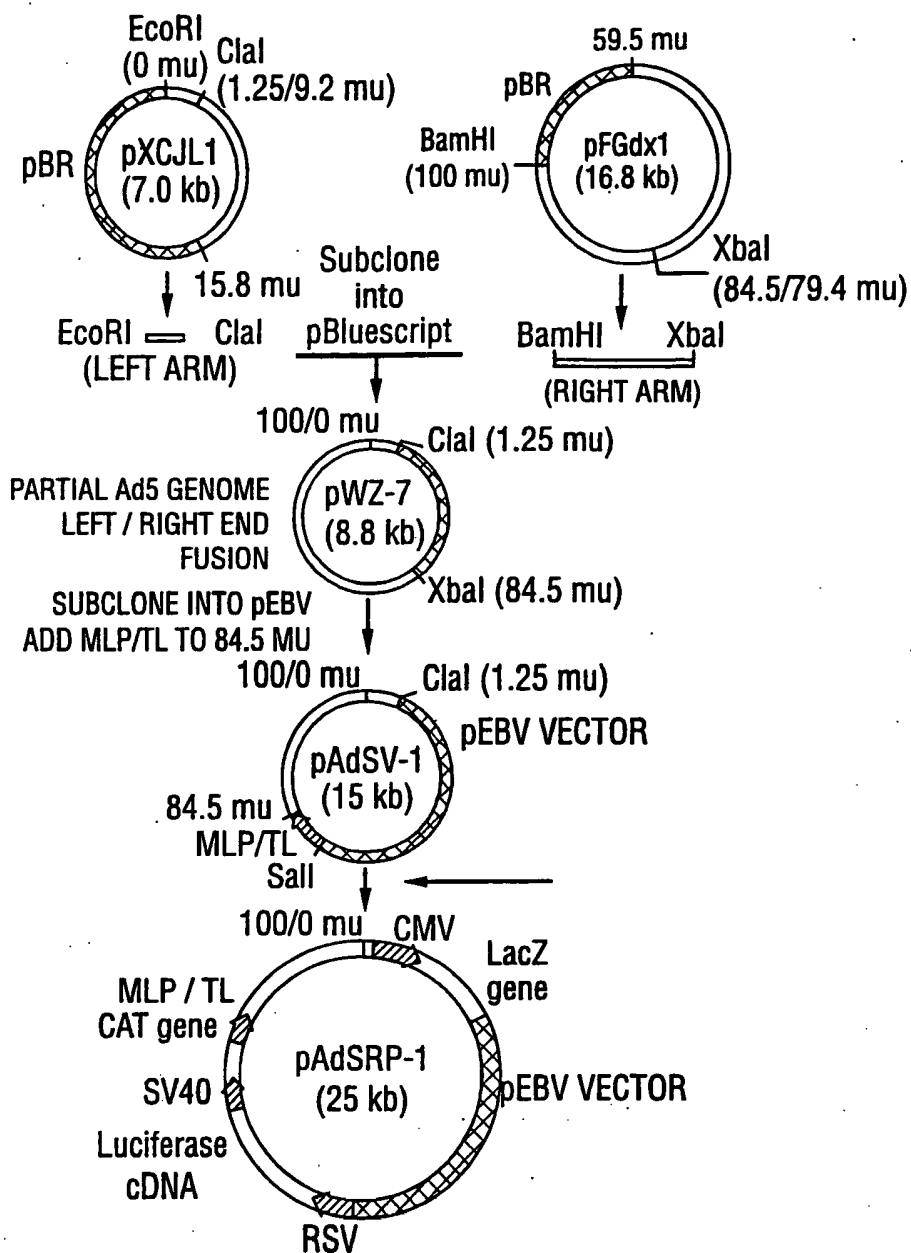 EcoRI
(0 mu)
ClaI
(1.25/9.2 mu)
pBR
pXCJL1
(7.0 kb)
15.8 mu
EcoRI
ClaI
(LEFT ARM)
59.5 mu
pBR
BamHI
(100 mu)
pFGdx1
(16.8 kb)
XbaI
(84.5/79.4 mu)
BamHI
XbaI
(RIGHT ARM)
Subclone
into
pBluescript
100/0 mu
ClaI (1.25 mu)
pWZ-7
(8.8 kb)
XbaI (84.5 mu)
PARTIAL Ad5 GENOME
LEFT / RIGHT END
FUSION
SUBCLONE INTO pEBV
ADD MLP/TL TO 84.5 MU
100/0 mu
ClaI (1.25 mu)
pEBV VECTOR
pAdSV-1
(15 kb)
84.5 mu
MLP/TL
SalI
100/0 mu
CMV
LacZ
gene
MLP / TL
CAT gene
pAdSRP-1
(25 kb)
pEBV VECTOR
SV40
Luciferase
cDNA
RSV